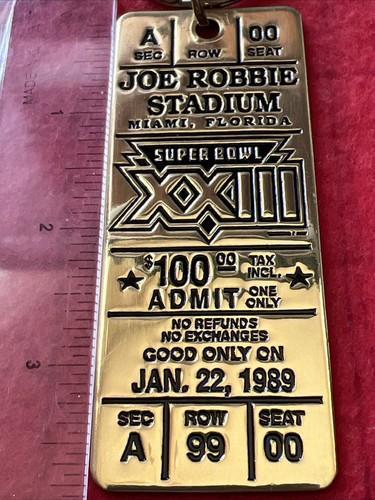 A 00
SEC ROW SEAT
JOE ROBBIE
STADIUM
MIAMI, FLORIDA
SUPER BOWL
XXIII
$100.00 TAX INCL.
ADMIT ONE ONLY
NO REFUNDS
NO EXCHANGES
GOOD ONLY ON
JAN. 22, 1989
SEC ROW SEAT
A 99 00
1
2
3
MADE